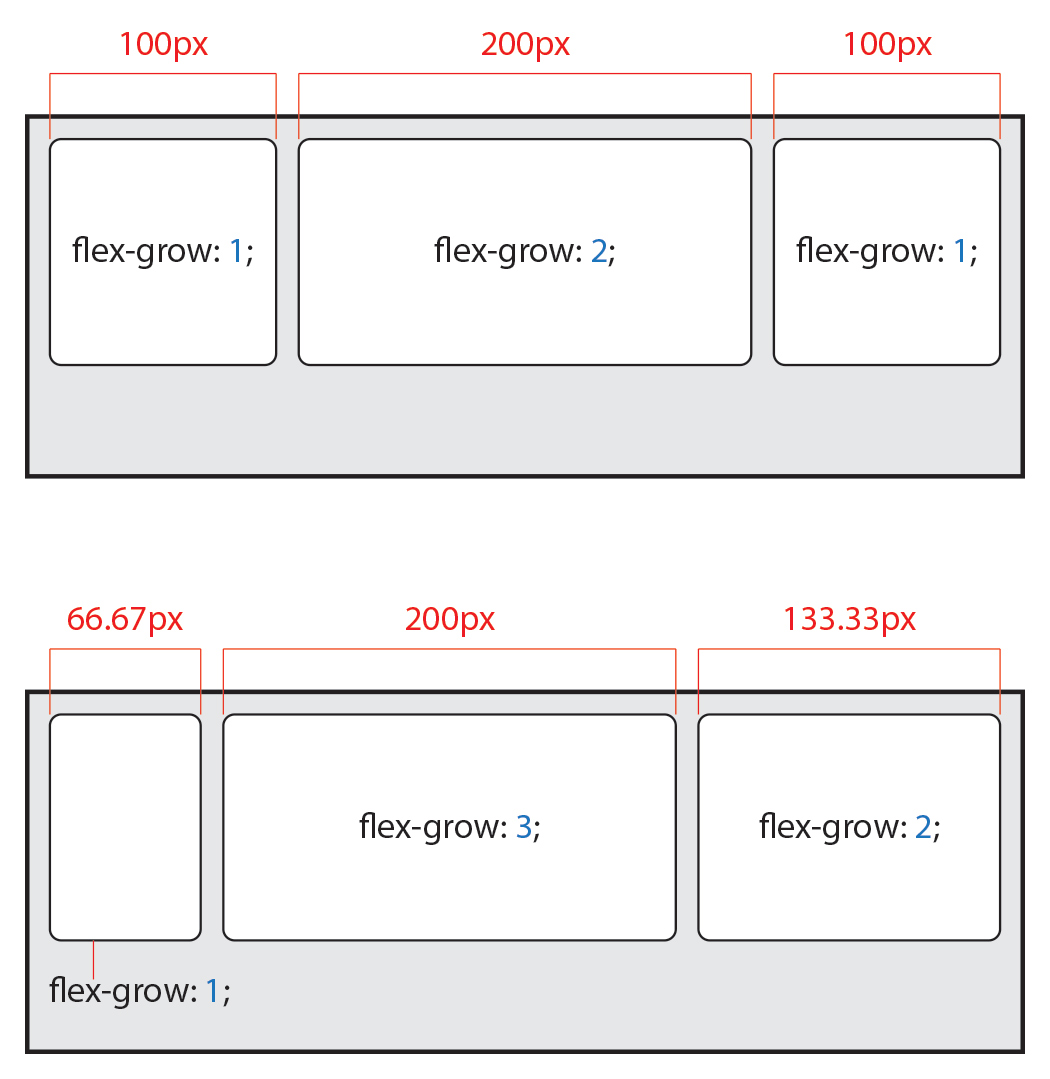 100px 200px 100px
flex-grow: 1; flex-grow: 2; flex-grow: 1;
66.67px 200px 133.33px
flex-grow: 3; flex-grow: 2;
flex-grow: 1;